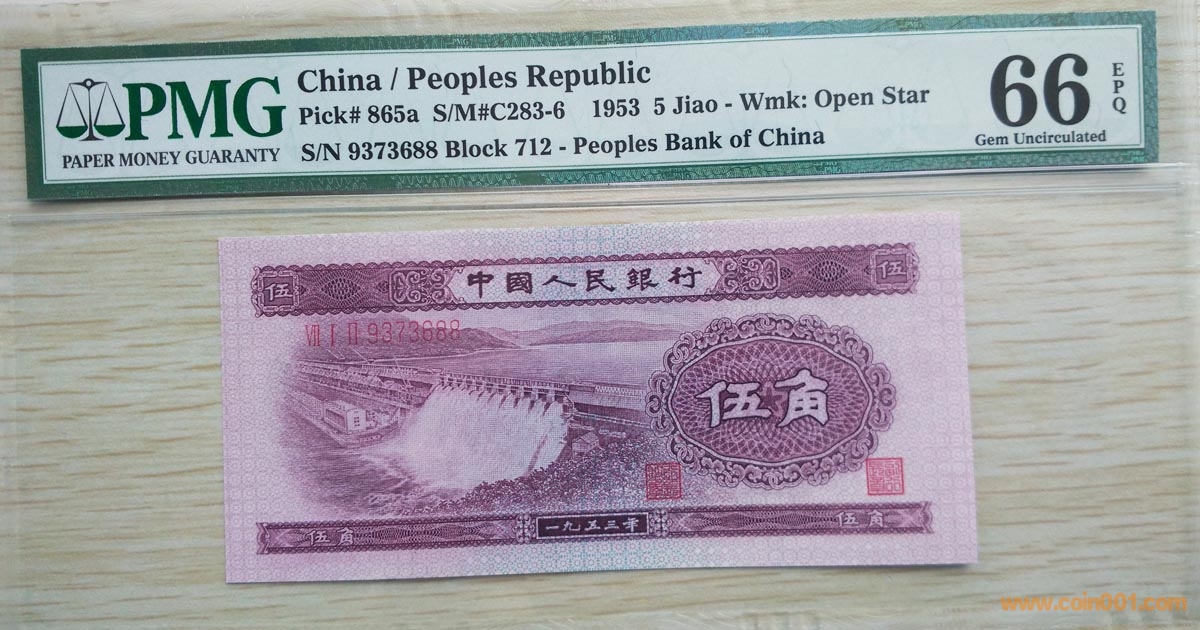 PMG
PAPER MONEY GUARANTY
China / Peoples Republic
Pick# 865a S/M#C283-6 1953 5 Jiao - Wmk: Open Star
S/N 9373688 Block 712 - Peoples Bank of China
66
EPQ
Gem Uncirculated
伍 中國人民銀行 伍
VII I II 9373688
伍角
伍角 一九五三年 伍角
www.coin001.com